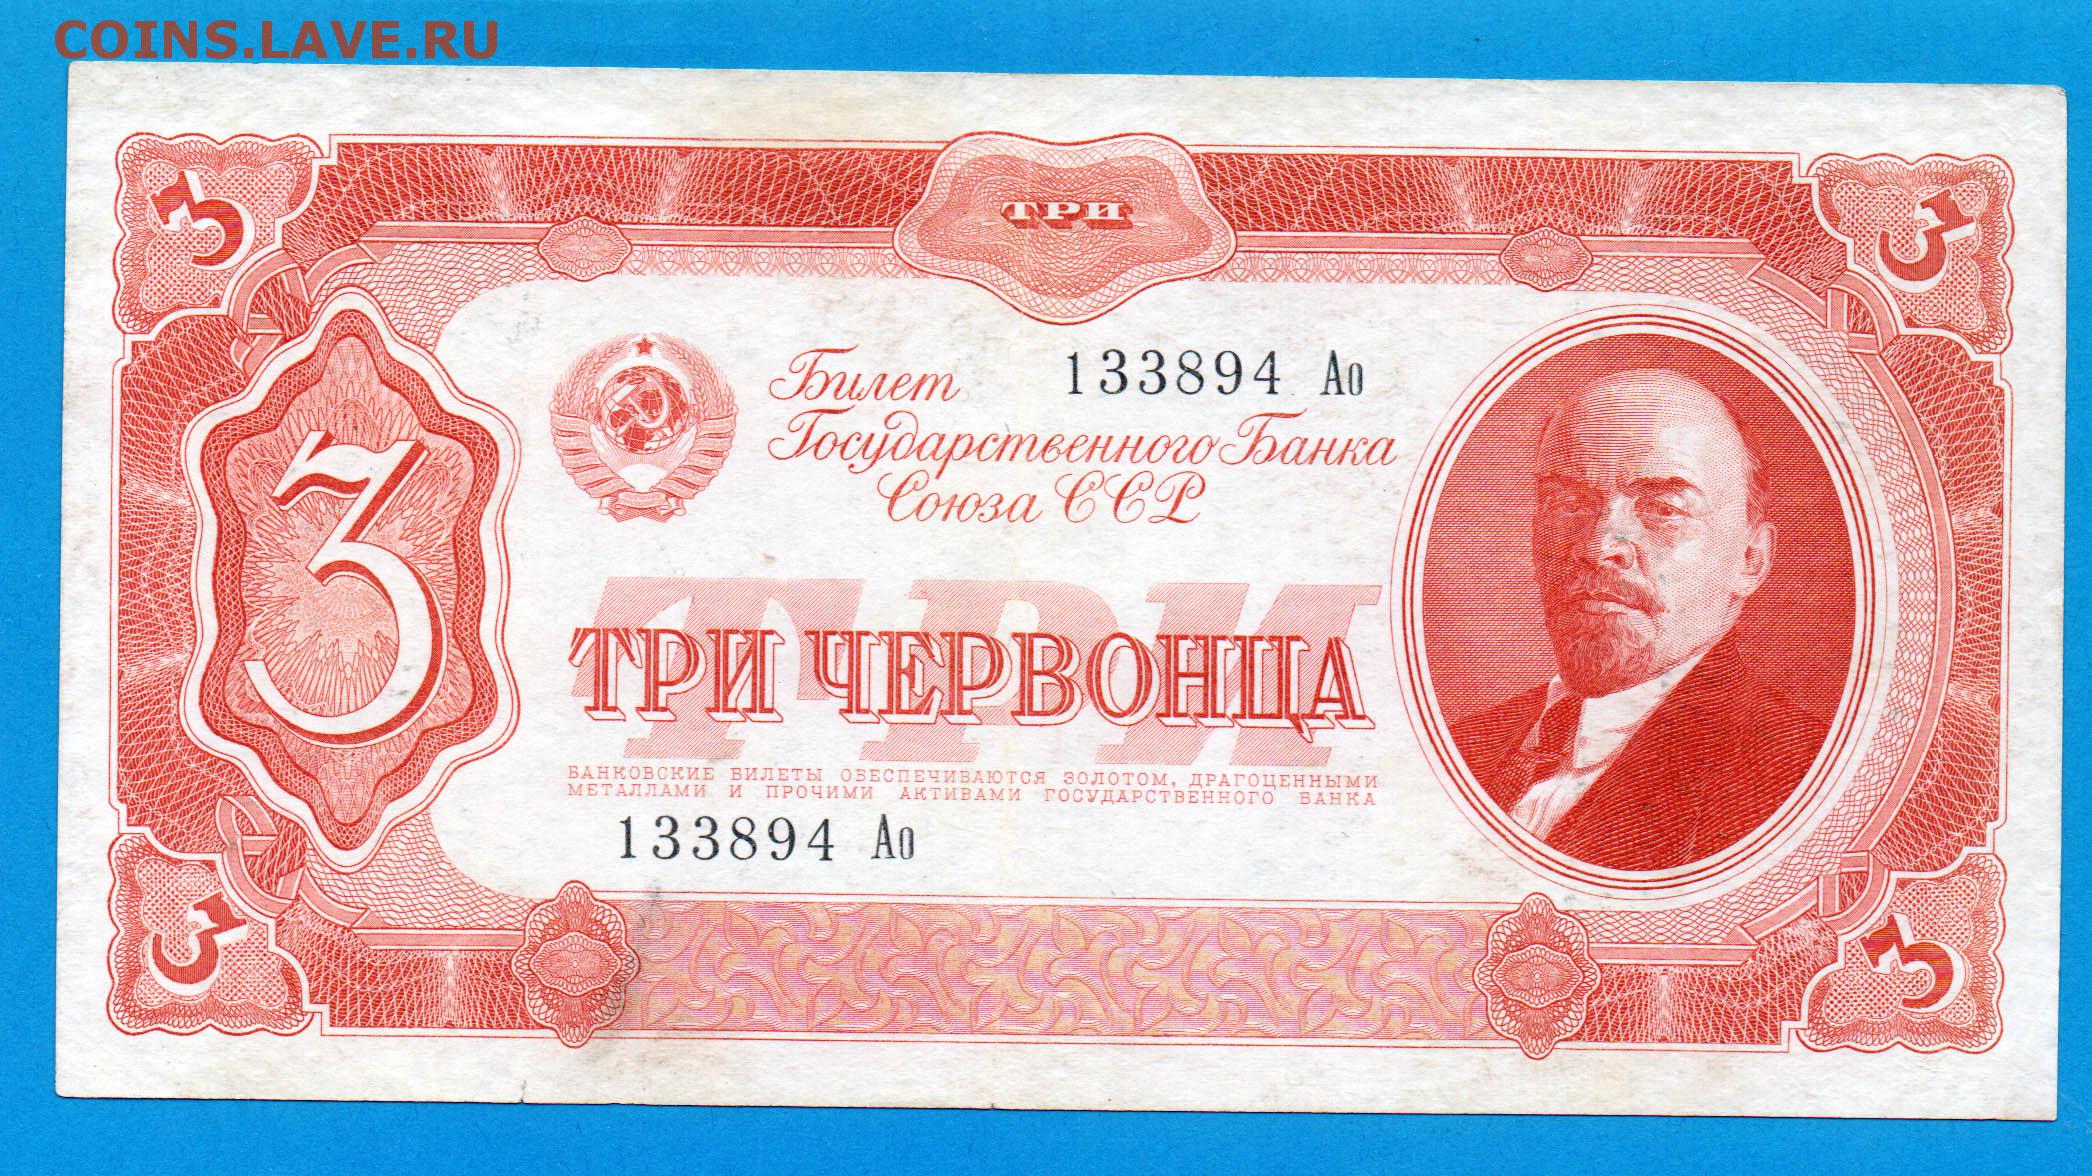 COINS.LAVE.RU
3
ТРИ
3
Билет 133894 Ао
Государственного Банка
Союза ССР
3
ТРИ
ТРИ ЧЕРВОНЦА
БАНКОВСКИЕ БИЛЕТЫ ОБЕСПЕЧИВАЮТСЯ ЗОЛОТОМ, ДРАГОЦЕННЫМИ
МЕТАЛЛАМИ И ПРОЧИМИ АКТИВАМИ ГОСУДАРСТВЕННОГО БАНКА
133894 Ао
3
3